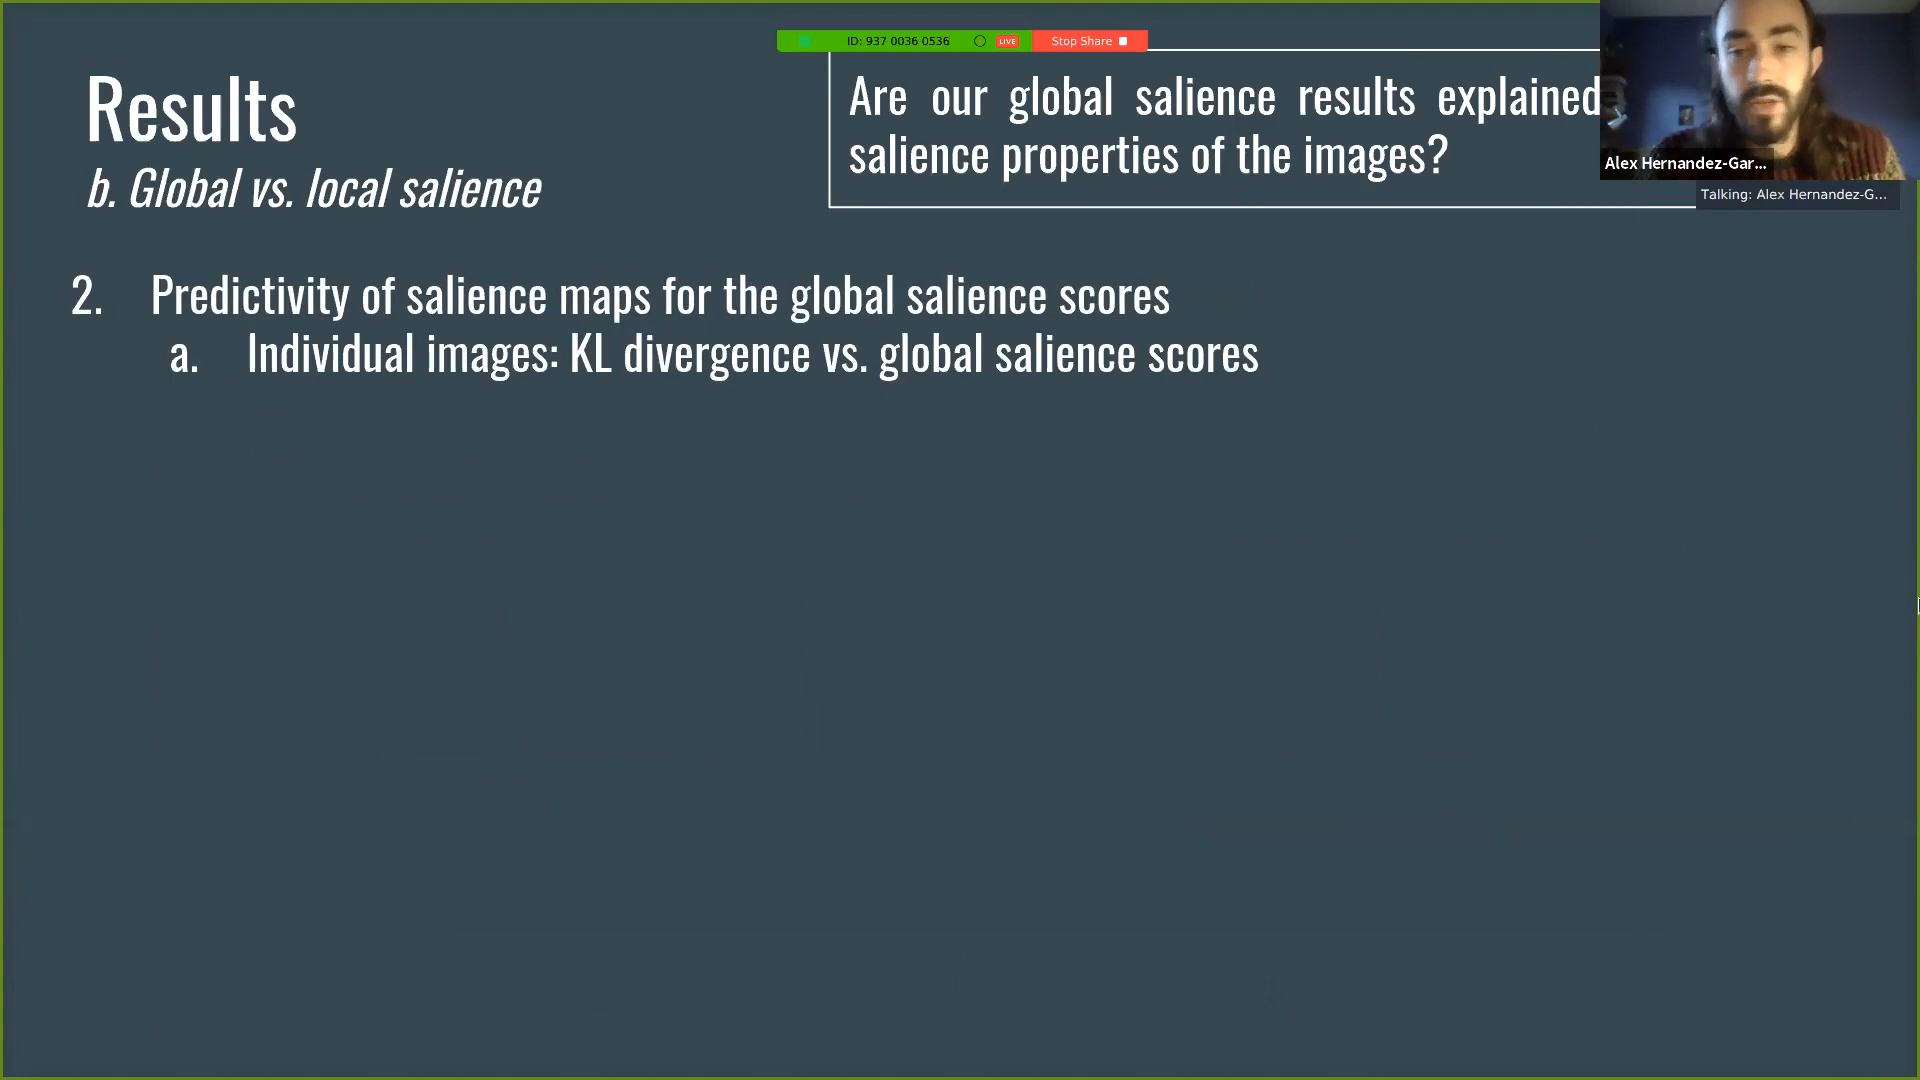 ID: 937 0036 0536 LIVE Stop Share
Results
b. Global vs. local salience
Are our global salience results explained
salience properties of the images?
Alex Hernandez-Gar...
Talking: Alex Hernandez-G...
2. Predictivity of salience maps for the global salience scores
a. Individual images: KL divergence vs. global salience scores